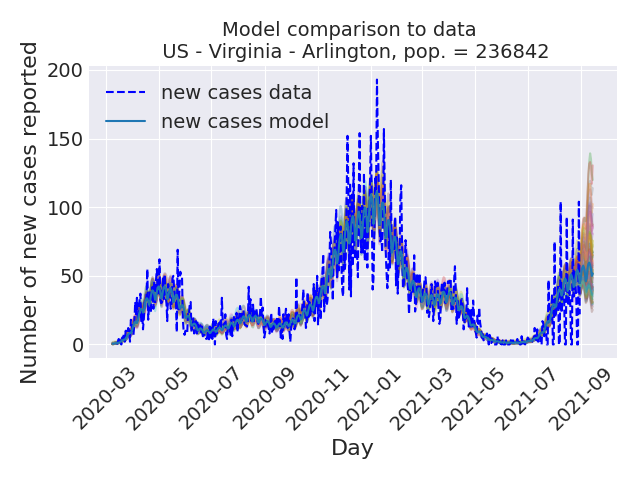 Model comparison to data
US - Virginia - Arlington, pop. = 236842
Number of new cases reported
200
150
100
50
0
new cases data
new cases model
2020-03
2020-05
2020-07
2020-09
2020-11
2021-01
2021-03
2021-05
2021-07
2021-09
Day